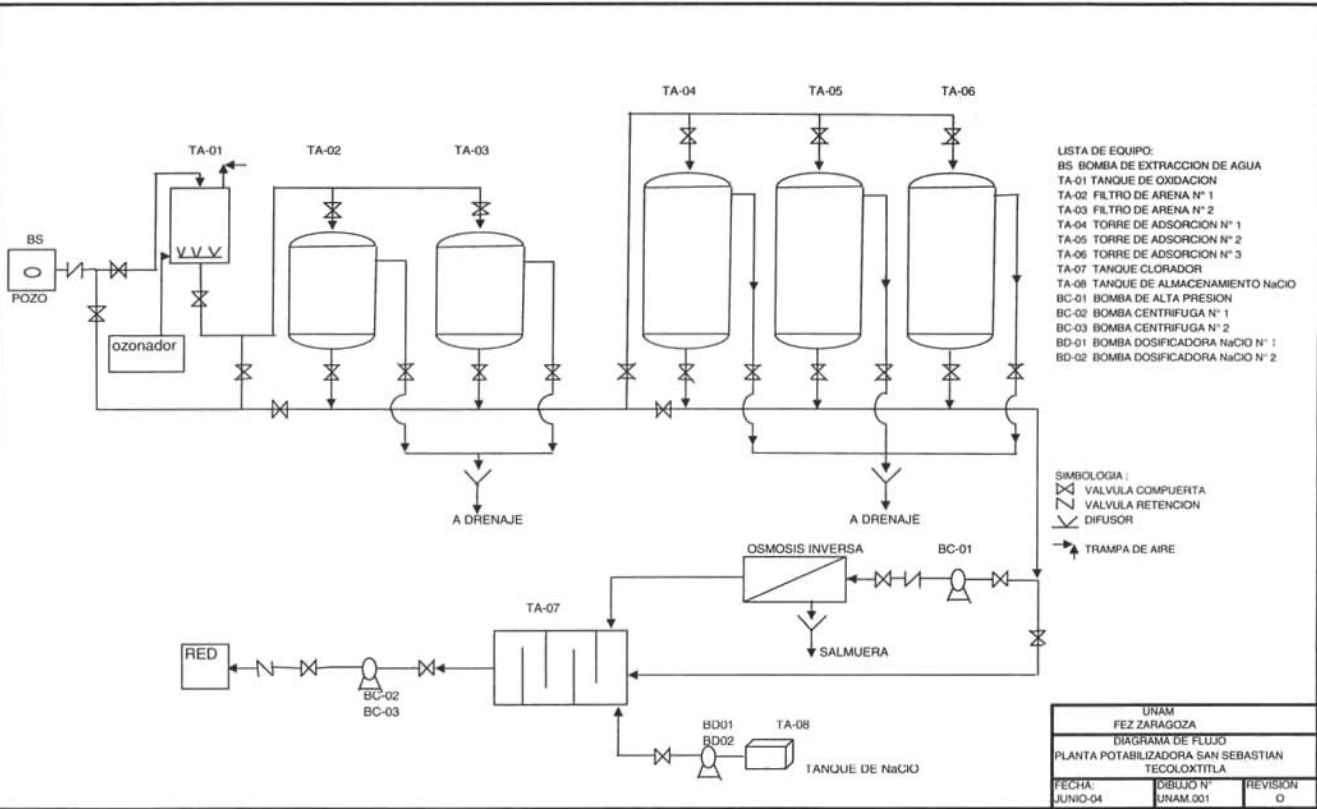 TA-04
TA-05
TA-06
TA-01
TA-02
TA-03
BS
POZO
ozonador
LISTA DE EQUIPO:
BS BOMBA DE EXTRACCION DE AGUA
TA-01 TANQUE DE OXIDACION
TA-02 FILTRO DE ARENA N° 1
TA-03 FILTRO DE ARENA N° 2
TA-04 TORRE DE ADSORCION N° 1
TA-05 TORRE DE ADSORCION N° 2
TA-06 TORRE DE ADSORCION N° 3
TA-07 TANQUE CLORADOR
TA-08 TANQUE DE ALMACENAMIENTO NaClO
BC-01 BOMBA DE ALTA PRESION
BC-02 BOMBA CENTRIFUGA N° 1
BC-03 BOMBA CENTRIFUGA N° 2
BD-01 BOMBA DOSIFICADORA NaClO N° 1
BD-02 BOMBA DOSIFICADORA NaClO N° 2
A DRENAJE
A DRENAJE
SIMBOLOGIA :
VALVULA COMPUERTA
VALVULA RETENCION
DIFUSOR
TRAMPA DE AIRE
OSMOSIS INVERSA
BC-01
SALMUERA
TA-07
RED
BC-02
BC-03
BD01
BD02
TA-08
TANQUE DE NaClO
UNAM
FEZ ZARAGOZA
DIAGRAMA DE FLUJO
PLANTA POTABILIZADORA SAN SEBASTIAN
TECOLOXTITLA
FECHA:
JUNIO-04
DIBUJO N°
UNAM.001
REVISION
O